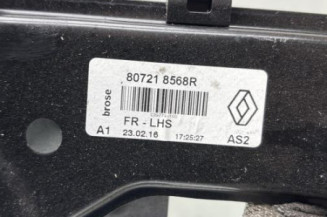 80721 8568R
brose
FR - LHS
A1 23.02.16 17:25:27 AS2